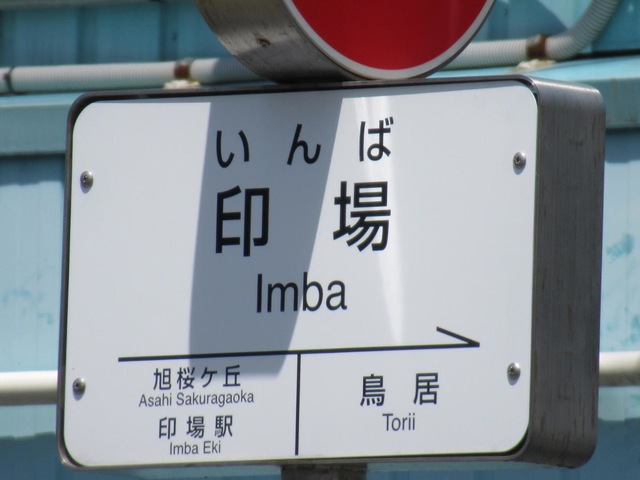 いんば
印場
Imba
旭桜ケ丘
Asahi Sakuragaoka
印場駅
Imba Eki
鳥居
Torii